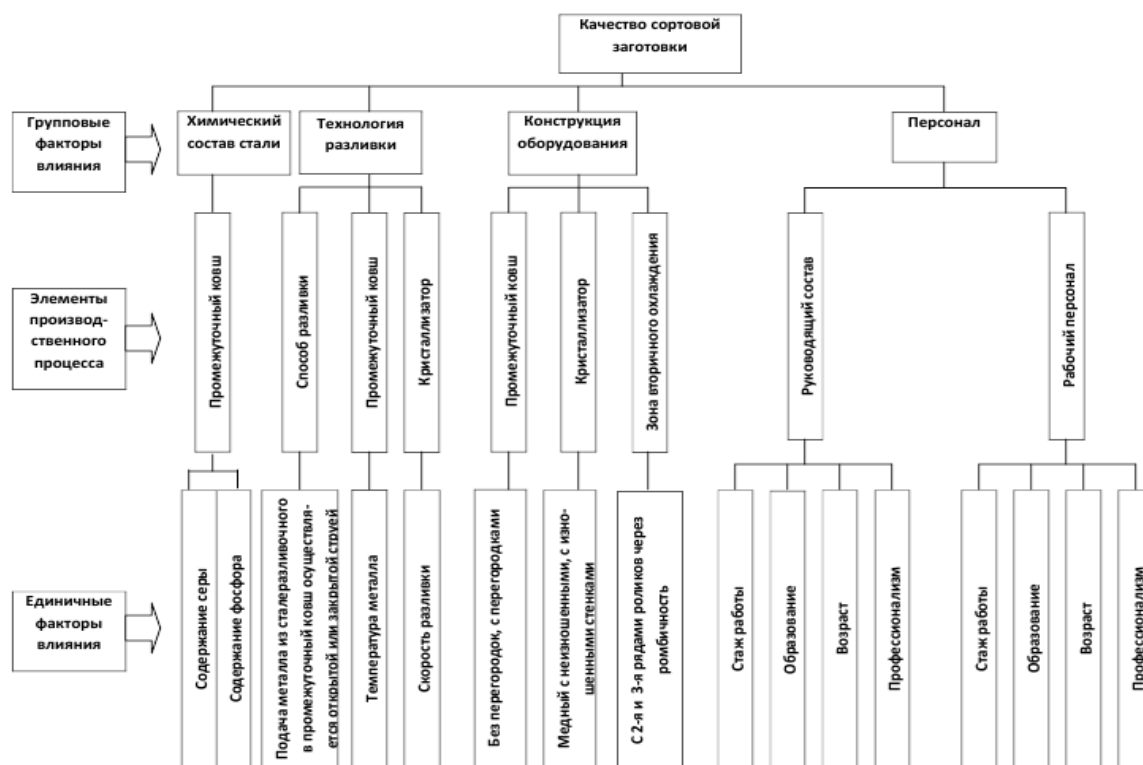 Качество сортовой
заготовки
Групповые
факторы
влияния
Химический
состав стали
Технология
разливки
Конструкция
оборудования
Персонал
Элементы
производ-
ственного
процесса
Промежуточный ковш
Способ разливки
Промежуточный ковш
Кристаллизатор
Промежуточный ковш
Кристаллизатор
Зона вторичного охлаждения
Руководящий состав
Рабочий персонал
Единичные
факторы
влияния
Содержание серы
Содержание фосфора
Подача металла из сталеразливочного
в промежуточный ковш осуществля-
ется открытой или закрытой струей
Температура металла
Скорость разливки
Без перегородок, с перегородками
Медный с неизношенными, с изно-
шенными стенками
С 2-я и 3-я рядами роликов через
ромбичность
Стаж работы
Образование
Возраст
Профессионализм
Стаж работы
Образование
Возраст
Профессионализм